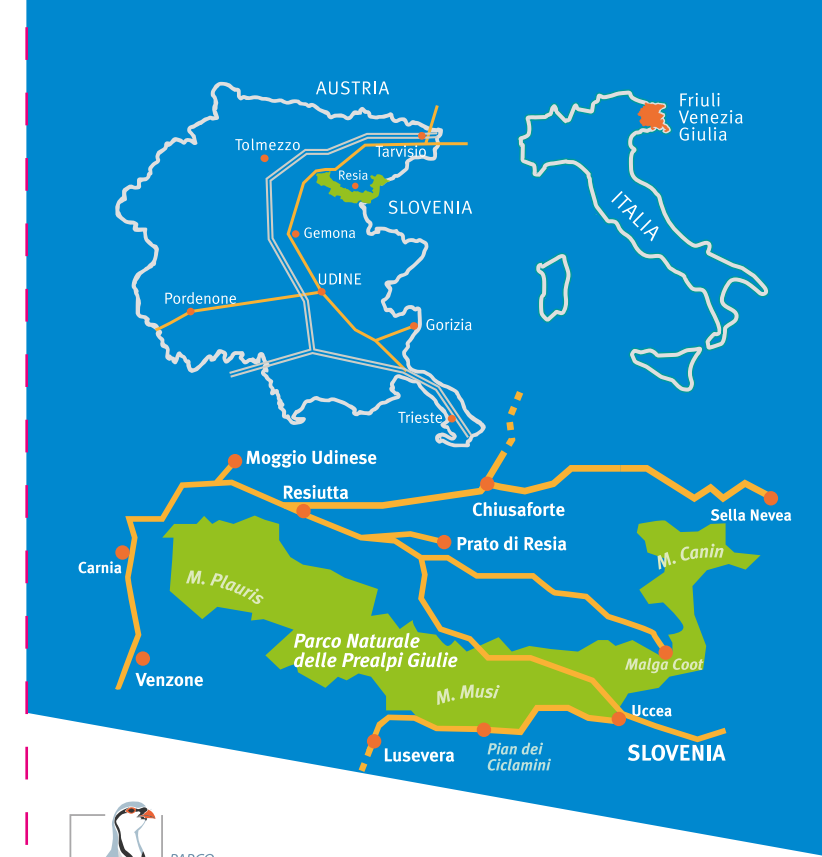 AUSTRIA
Friuli
Venezia
Giulia
Tolmezzo
Tarvisio
Resia
SLOVENIA
ITALIA
Gemona
UDINE
Pordenone
Gorizia
Trieste
Moggio Udinese
Resiutta
Chiusaforte
Sella Nevea
Prato di Resia
M. Canin
Carnia
M. Plauris
Parco Naturale
delle Prealpi Giulie
Malga Coot
Venzone
M. Musi
Uccea
Lusevera
Pian dei
Ciclamini
SLOVENIA
PARCO